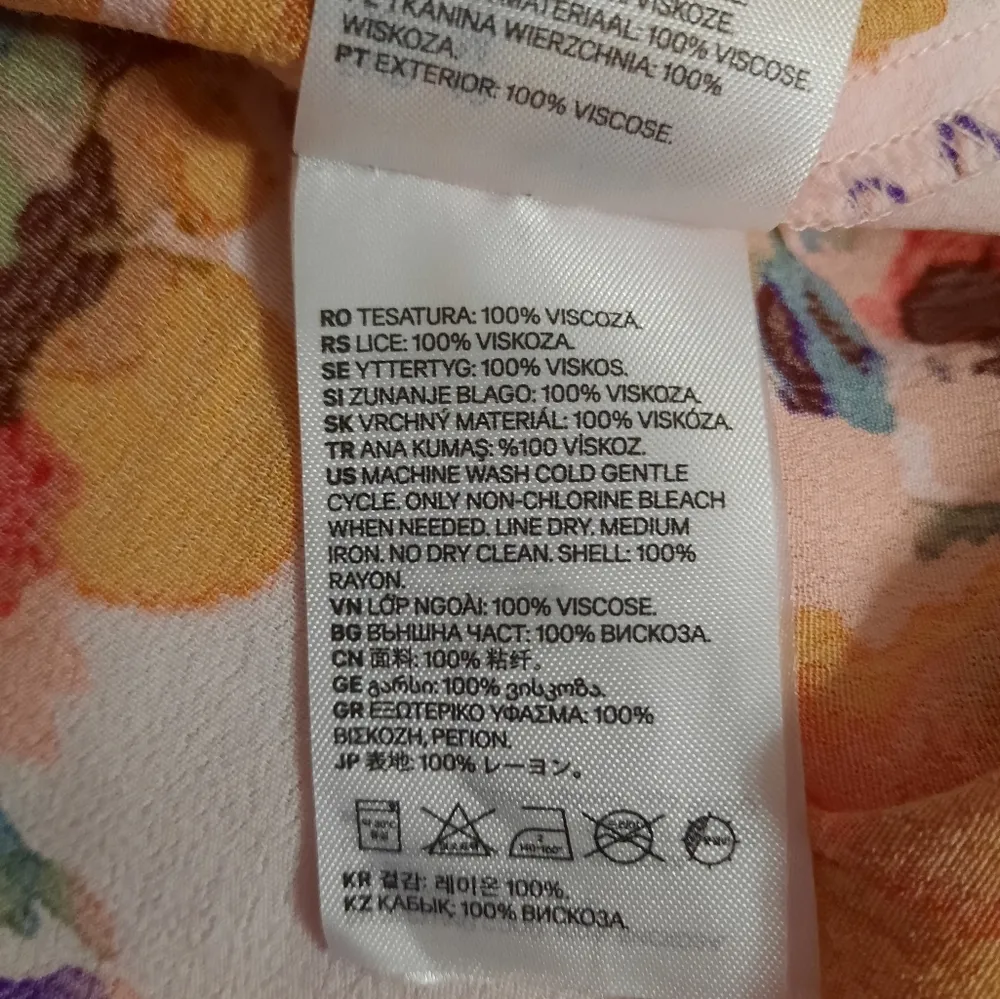 VISKOZE.
MATERIAAL: 100% VISCOSE.
TKANINA WIERZCHNIA: 100%
WISKOZA.
PT EXTERIOR: 100% VISCOSE.
RO TESATURA: 100% VISCOZĂ.
RS LICE: 100% VISKOZA.
SE YTTERTYG: 100% VISKOS.
SI ZUNANJE BLAGO: 100% VISKOZA.
SK VRCHNÝ MATERIÁL: 100% VISKÓZA.
TR ANA KUMAŞ: %100 VİSKOZ.
US MACHINE WASH COLD GENTLE
CYCLE. ONLY NON-CHLORINE BLEACH
WHEN NEEDED. LINE DRY. MEDIUM
IRON. NO DRY CLEAN. SHELL: 100%
RAYON.
VN LỚP NGOÀI: 100% VISCOSE.
BG ВЪНШНА ЧАСТ: 100% ВИСКОЗА.
CN 面料: 100% 粘纤。
GE გარსი: 100% ვისკოზა.
GR ΕΞΩΤΕΡΙΚΟ ΥΦΑΣΜΑ: 100%
ΒΙΣΚΟΖΗ, ΡΕΓΙΟΝ.
JP 表地: 100% レーヨン。
KR 겉감: 레이온 100%.
KZ ҚАБЫҚ: 100% ВИСКОЗА.